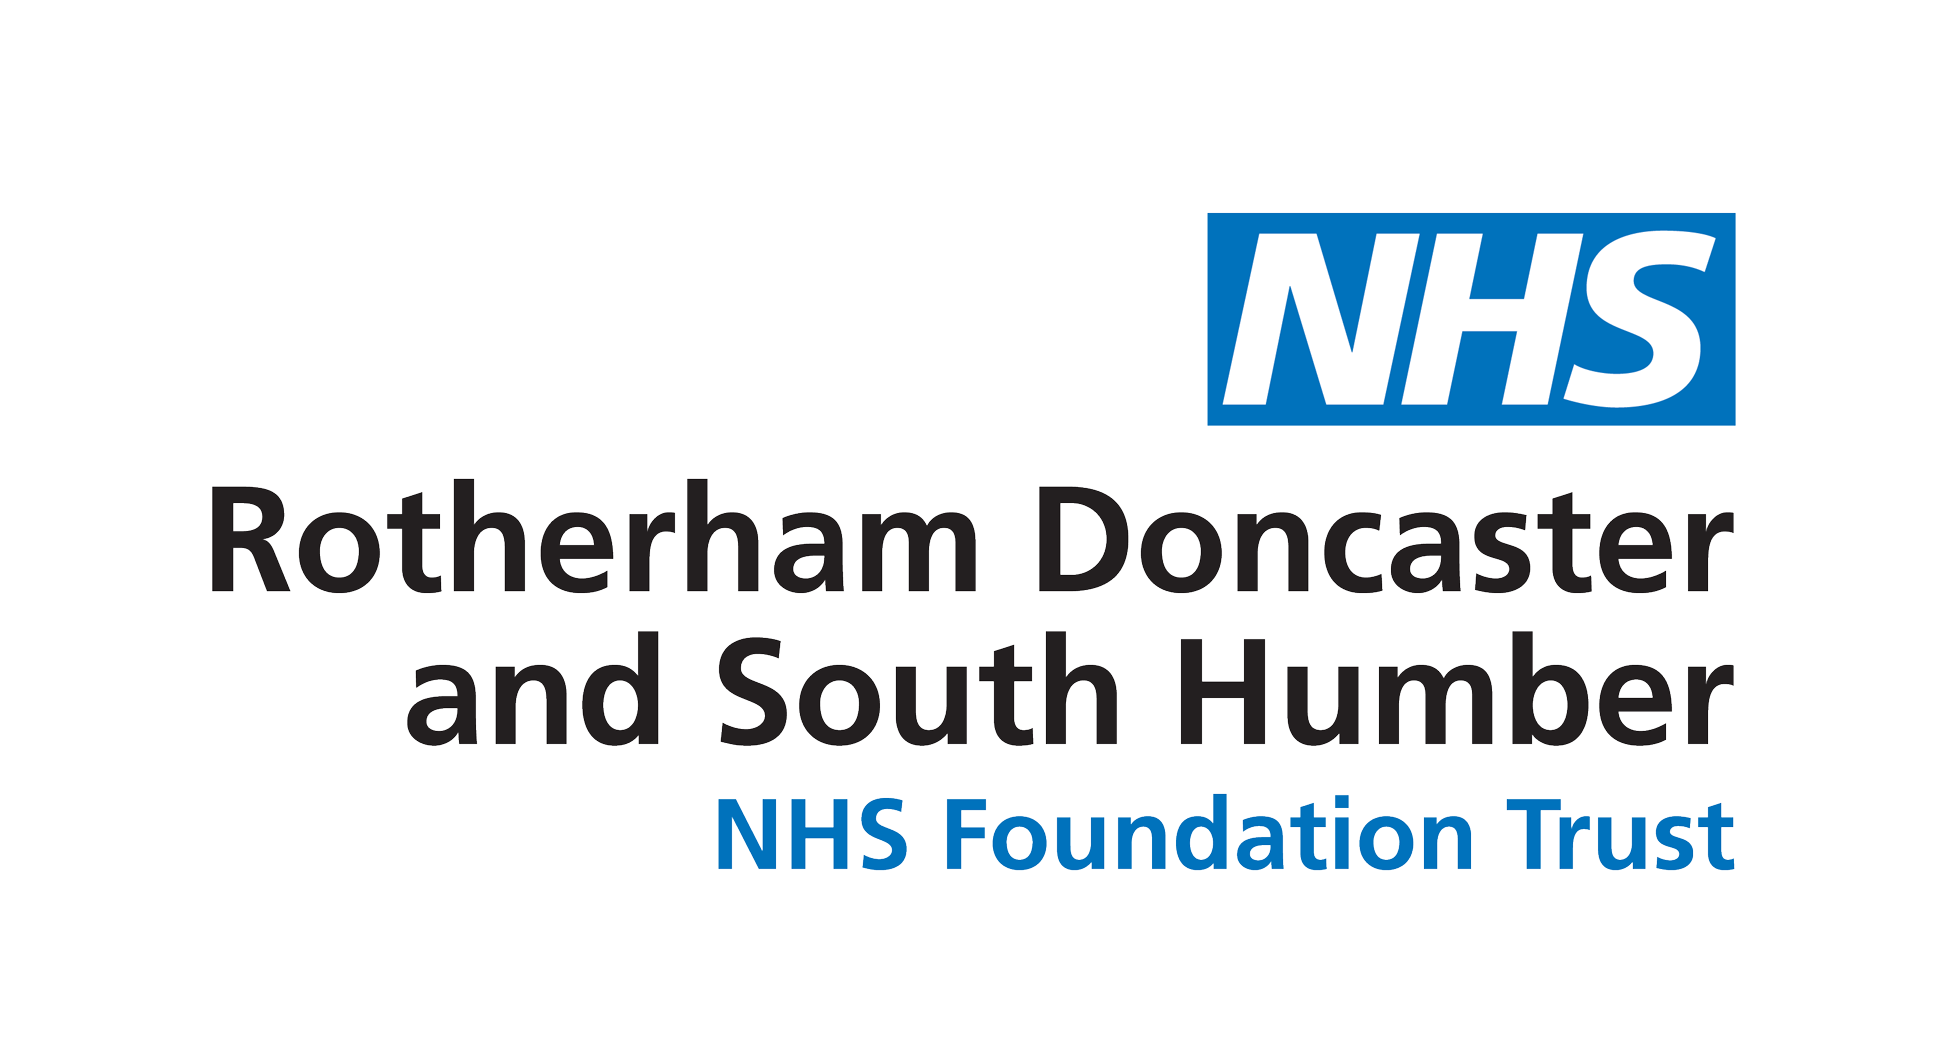 NHS
Rotherham Doncaster
and South Humber
NHS Foundation Trust